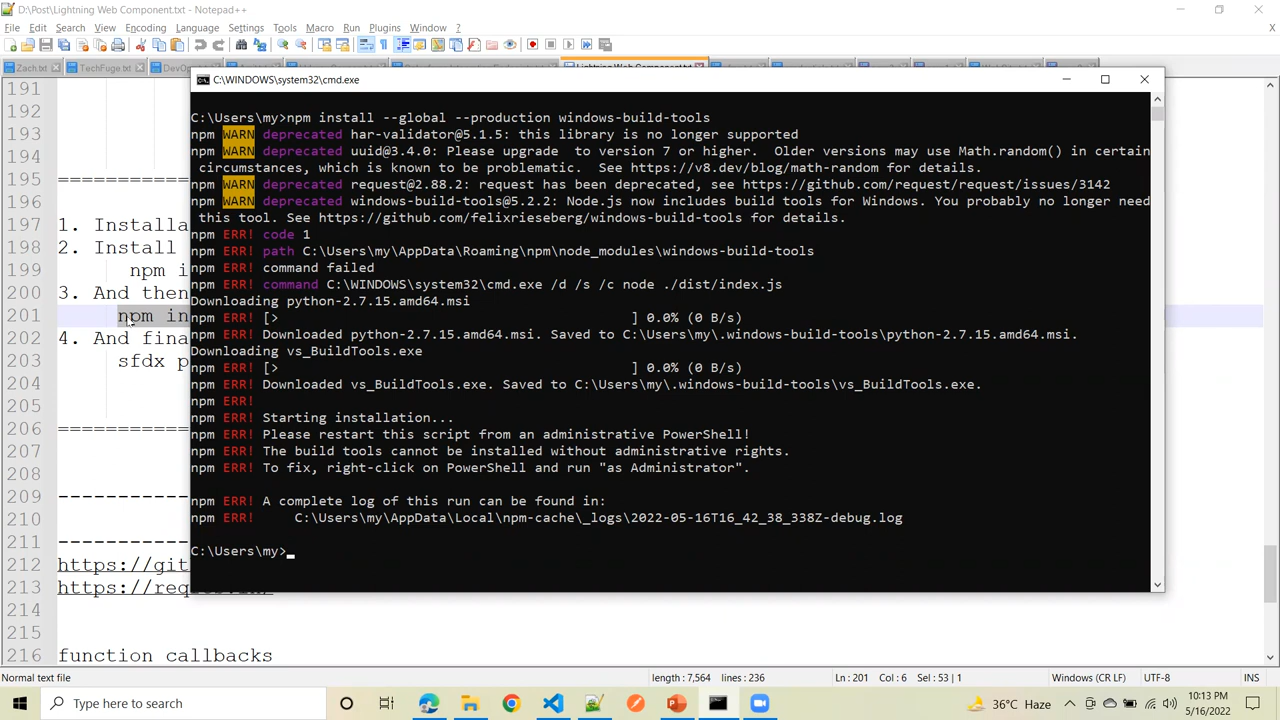 D:\Post\Lightning Web Component.txt - Notepad++
File Edit Search View Encoding Language Settings Tools Macro Run Plugins Window ?
Zach.txt TechFuge.txt DevOp
C:\WINDOWS\system32\cmd.exe
191
192
193
194
195 ============
196
197 1. Installa
198 2. Install
199 npm i
200 3. And then
201 npm in
202 4. And fina
203 sfdx p
204
205
206 ============
207
208
209 ------------
210
211 ------------
212 https://git
213 https://req
214
215
216 function callbacks
C:\Users\my>npm install --global --production windows-build-tools
npm WARN deprecated har-validator@5.1.5: this library is no longer supported
npm WARN deprecated uuid@3.4.0: Please upgrade  to version 7 or higher.  Older versions may use Math.random() in certain
circumstances, which is known to be problematic.  See https://v8.dev/blog/math-random for details.
npm WARN deprecated request@2.88.2: request has been deprecated, see https://github.com/request/request/issues/3142
npm WARN deprecated windows-build-tools@5.2.2: Node.js now includes build tools for Windows. You probably no longer need
this tool. See https://github.com/felixrieseberg/windows-build-tools for details.
npm ERR! code 1
npm ERR! path C:\Users\my\AppData\Roaming\npm\node_modules\windows-build-tools
npm ERR! command failed
npm ERR! command C:\WINDOWS\system32\cmd.exe /d /s /c node ./dist/index.js
Downloading python-2.7.15.amd64.msi
npm ERR! [> ] 0.0% (0 B/s)
npm ERR! Downloaded python-2.7.15.amd64.msi. Saved to C:\Users\my\.windows-build-tools\python-2.7.15.amd64.msi.
Downloading vs_BuildTools.exe
npm ERR! [> ] 0.0% (0 B/s)
npm ERR! Downloaded vs_BuildTools.exe. Saved to C:\Users\my\.windows-build-tools\vs_BuildTools.exe.
npm ERR!
npm ERR! Starting installation...
npm ERR! Please restart this script from an administrative PowerShell!
npm ERR! The build tools cannot be installed without administrative rights.
npm ERR! To fix, right-click on PowerShell and run "as Administrator".
npm ERR! A complete log of this run can be found in:
npm ERR!     C:\Users\my\AppData\Local\npm-cache\_logs\2022-05-16T16_42_38_338Z-debug.log
C:\Users\my>
Normal text file length : 7,564 lines : 236 Ln : 201 Col : 6 Sel : 53 | 1 Windows (CR LF) UTF-8 INS
Type here to search 36°C Haze 10:13 PM
5/16/2022